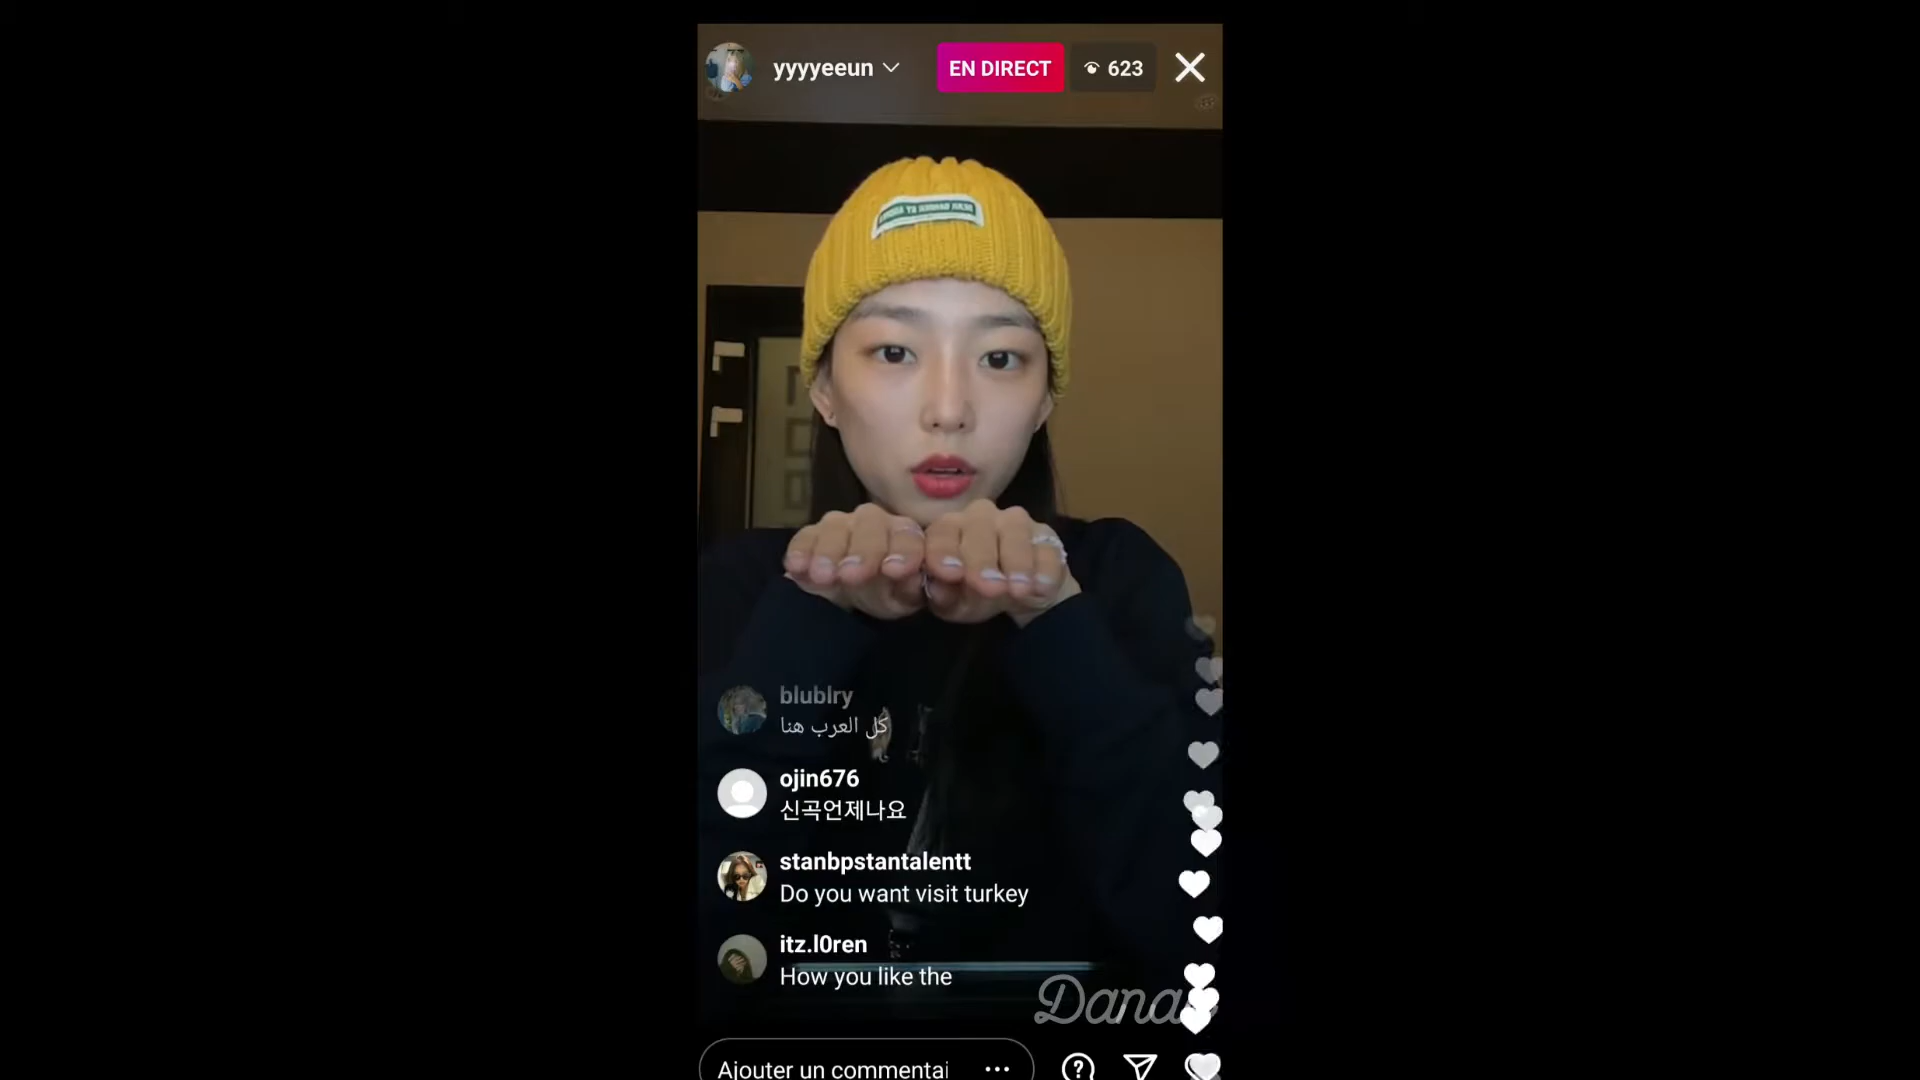 yyyyeeun
EN DIRECT
623
blublry
كل العرب هنا
ojin676
신곡언제나요
stanbpstantalentt
Do you want visit turkey
itz.l0ren
How you like the
Dana
Ajouter un commentai